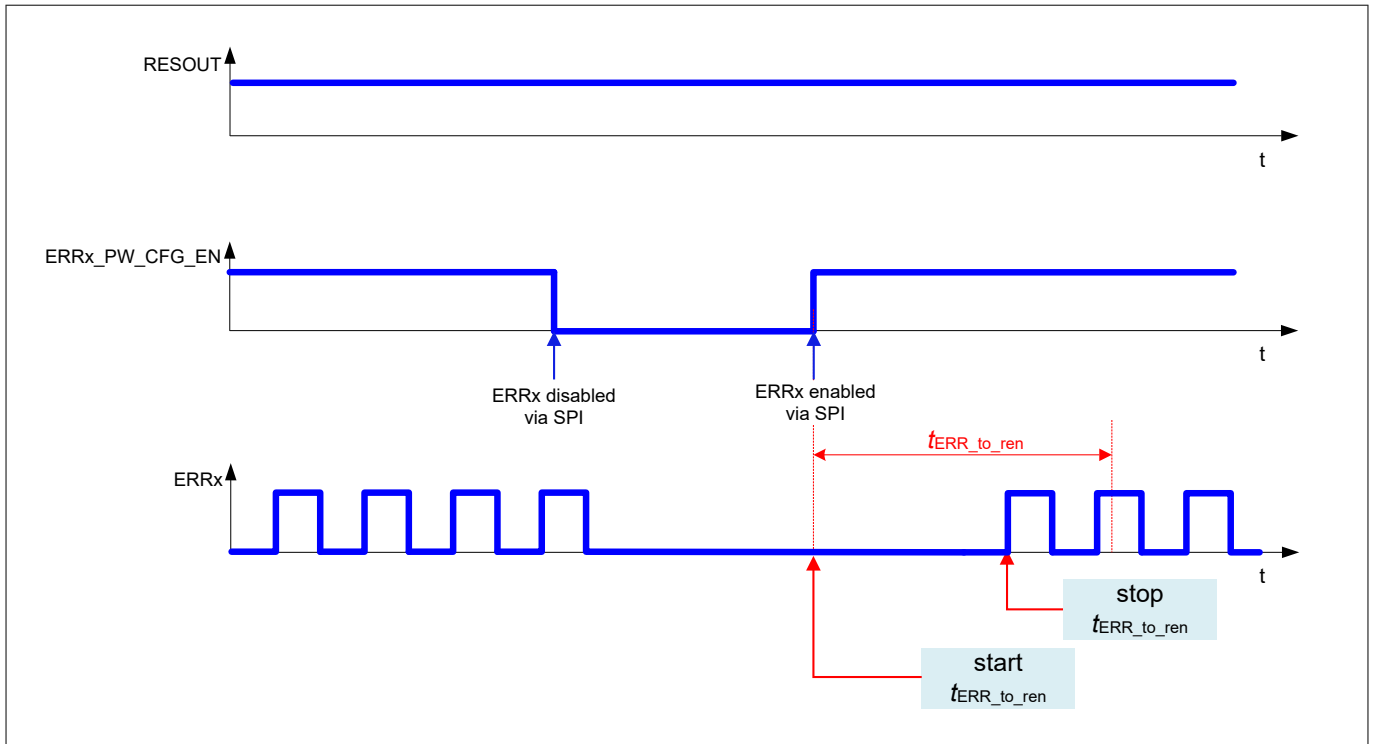 RESOUT
t
ERRx_PW_CFG_EN
t
ERRx disabled
via SPI
ERRx enabled
via SPI
tERR_to_ren
ERRx
t
stop
tERR_to_ren
start
tERR_to_ren